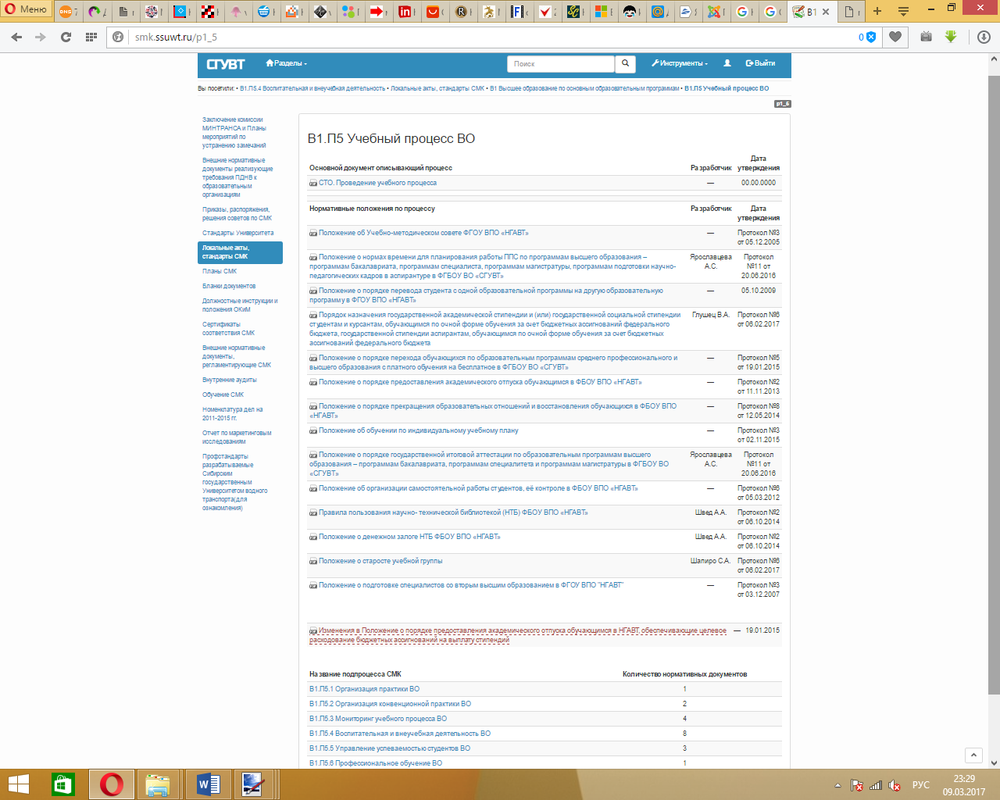 Меню
В1
smk.ssuwt.ru/p1_5
0
СГУВТ
Разделы
Поиск
Инструменты
Выйти
Вы посетили: • В1.П5.4 Воспитательная и внеучебная деятельность • Локальные акты, стандарты СМК • В1 Высшее образование по основным образовательным программам • В1.П5 Учебный процесс ВО
p1_5
Заключение комиссии
МИНТРАНСА и Планы
мероприятий по
устранению замечаний
Внешние нормативные
документы реализующие
требования ПДНВ к
образовательным
организациям
Приказы, распоряжения,
решения советов по СМК
Стандарты Университета
Локальные акты,
стандарты СМК
Планы СМК
Бланки документов
Должностные инструкции и
положения ОКиМ
Сертификаты
соответствия СМК
Внешние нормативные
документы,
регламентирующие СМК
Внутренние аудиты
Обучение СМК
Номенклатура дел на
2011-2015 гг.
Отчет по маркетинговым
исследованиям
Профстандарты
разрабатываемые
Сибирским
государственным
Университетом водного
транспорта(для
ознакомления)
В1.П5 Учебный процесс ВО
Основной документ описывающий процесс Разработчик Дата
утверждения
СТО. Проведение учебного процесса — 00.00.0000
Нормативные положения по процессу Разработчик Дата
утверждения
Положение об Учебно-методическом совете ФГОУ ВПО «НГАВТ» — Протокол №3
от 05.12.2005
Положение о нормах времени для планирования работы ППС по программам высшего образования – Ярославцева Протокол
программам бакалавриата, программам специалиста, программам магистратуры, программам подготовки научно- А.С. №11 от
педагогических кадров в аспирантуре в ФГБОУ ВО «СГУВТ» 20.06.2016
Положение о порядке перевода студента с одной образовательной программы на другую образовательную — 05.10.2009
программу в ФГОУ ВПО «НГАВТ»
Порядок назначения государственной академической стипендии и (или) государственной социальной стипендии Глушец В.А. Протокол №6
студентам и курсантам, обучающимся по очной форме обучения за счет бюджетных ассигнований федерального от 06.02.2017
бюджета, государственной стипендии аспирантам, обучающимся по очной форме обучения за счет бюджетных
ассигнований федерального бюджета
Положение о порядке перехода обучающихся по образовательным программам среднего профессионального и — Протокол №5
высшего образования с платного обучения на бесплатное в ФГБОУ ВО «СГУВТ» от 19.01.2015
Положение о порядке предоставления академического отпуска обучающимся в ФБОУ ВПО «НГАВТ» — Протокол №2
от 11.11.2013
Положение о порядке прекращения образовательных отношений и восстановления обучающихся в ФБОУ ВПО — Протокол №8
«НГАВТ» от 12.05.2014
Положение об обучении по индивидуальному учебному плану — Протокол №3
от 02.11.2015
Положение о порядке государственной итоговой аттестации по образовательным программам высшего Ярославцева Протокол
образования – программам бакалавриата, программам специалитета и программам магистратуры в ФГБОУ ВО А.С. №11 от
«СГУВТ» 20.06.2016
Положение об организации самостоятельной работы студентов, её контроле в ФБОУ ВПО «НГАВТ» — Протокол №6
от 05.03.2012
Правила пользования научно- технической библиотекой (НТБ) ФБОУ ВПО «НГАВТ» Швед А.А. Протокол №2
от 06.10.2014
Положение о денежном залоге НТБ ФБОУ ВПО «НГАВТ» Швед А.А. Протокол №2
от 06.10.2014
Положение о старосте учебной группы Шапиро С.А. Протокол №6
от 06.02.2017
Положение о подготовке специалистов со вторым высшим образованием в ФГОУ ВПО "НГАВТ" — Протокол №3
от 03.12.2007
Изменения в Положение о порядке предоставления академического отпуска обучающимся в НГАВТ, обеспечивающие целевое — 19.01.2015
расходование бюджетных ассигнований на выплату стипендий
Название подпроцесса СМК Количество нормативных документов
В1.П5.1 Организация практики ВО 1
В1.П5.2 Организация конвенционной практики ВО 2
В1.П5.3 Мониторинг учебного процесса ВО 4
В1.П5.4 Воспитательная и внеучебная деятельность ВО 8
В1.П5.5 Управление успеваемостью студентов ВО 3
В1.П5.6 Профессиональное обучение ВО 1
РУС
23:29
09.03.2017